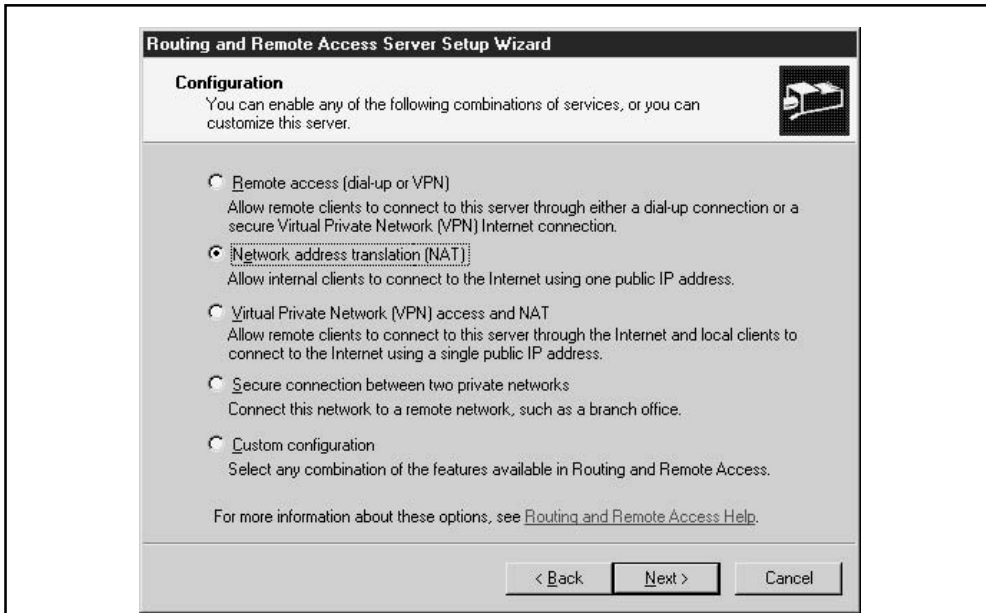 Routing and Remote Access Server Setup Wizard
Configuration
You can enable any of the following combinations of services, or you can
customize this server.
Remote access (dial-up or VPN)
Allow remote clients to connect to this server through either a dial-up connection or a
secure Virtual Private Network (VPN) Internet connection.
Network address translation (NAT)
Allow internal clients to connect to the Internet using one public IP address.
Virtual Private Network (VPN) access and NAT
Allow remote clients to connect to this server through the Internet and local clients to
connect to the Internet using a single public IP address.
Secure connection between two private networks
Connect this network to a remote network, such as a branch office.
Custom configuration
Select any combination of the features available in Routing and Remote Access.
For more information about these options, see Routing and Remote Access Help.
< Back Next > Cancel